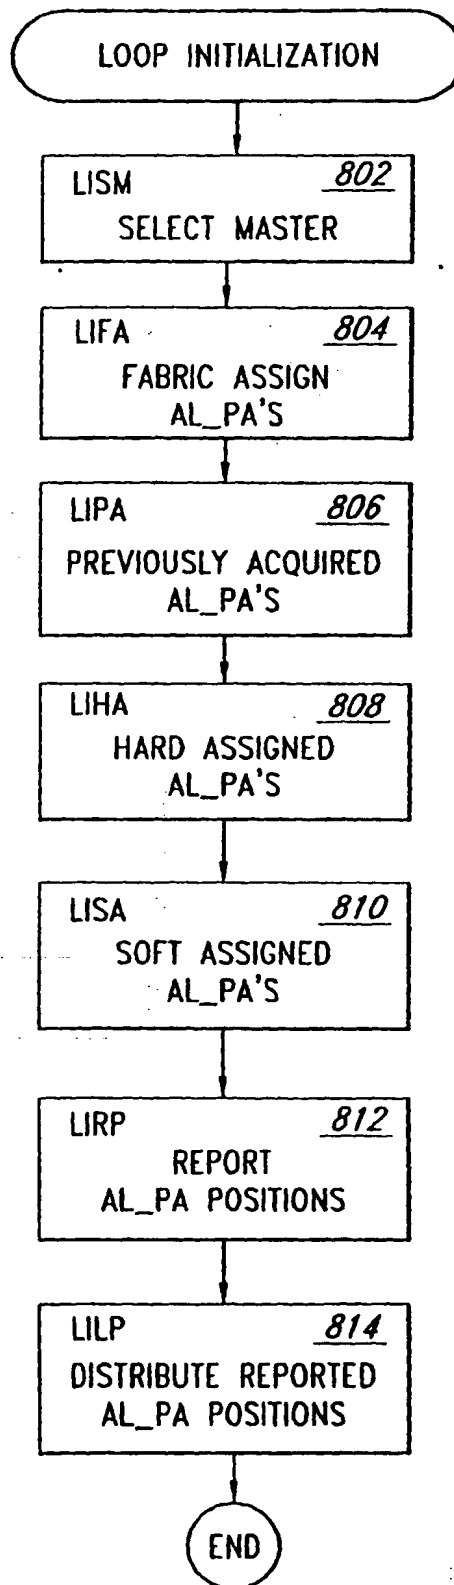 LOOP INITIALIZATION
LISM 802
SELECT MASTER
LIFA 804
FABRIC ASSIGN
AL_PA'S
LIPA 806
PREVIOUSLY ACQUIRED
AL_PA'S
LIHA 808
HARD ASSIGNED
AL_PA'S
LISA 810
SOFT ASSIGNED
AL_PA'S
LIRP 812
REPORT
AL_PA POSITIONS
LILP 814
DISTRIBUTE REPORTED
AL_PA POSITIONS
END